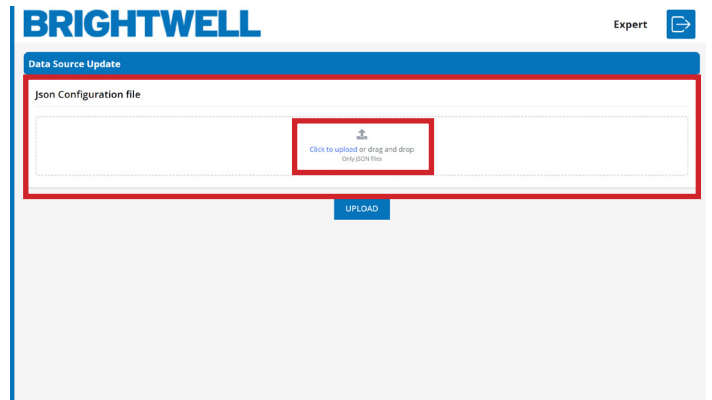 BRIGHTWELL
Expert
Data Source Update
Json Configuration file
Click to upload or drag and drop
Only JSON files
UPLOAD